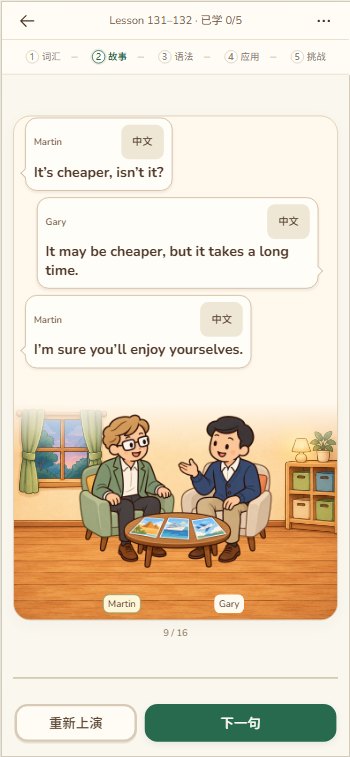 Lesson 131–132 · 已学 0/5
1 词汇 – 2 故事 – 3 语法 – 4 应用 – 5 挑战
Martin
中文
It's cheaper, isn't it?
Gary
中文
It may be cheaper, but it takes a long
time.
Martin
中文
I'm sure you'll enjoy yourselves.
Martin
Gary
9 / 16
重新上演
下一句